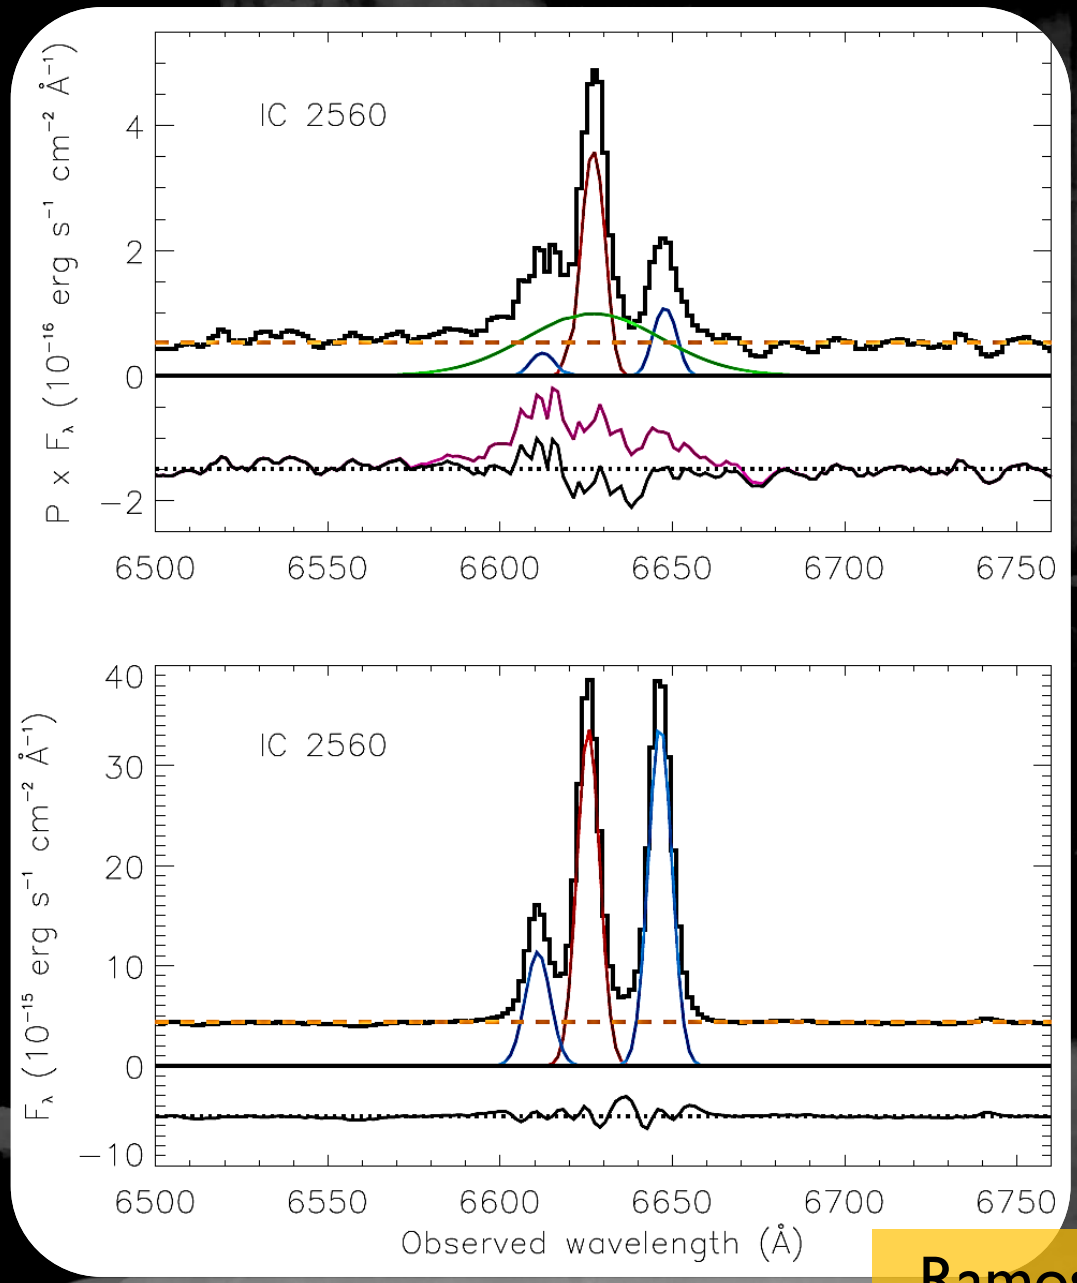 P x Fλ (10⁻¹⁶ erg s⁻¹ cm⁻² Å⁻¹)
IC 2560
4
2
0
−2
6500 6550 6600 6650 6700 6750
Fλ (10⁻¹⁵ erg s⁻¹ cm⁻² Å⁻¹)
IC 2560
40
30
20
10
0
−10
6500 6550 6600 6650 6700 6750
Observed wavelength (Å)